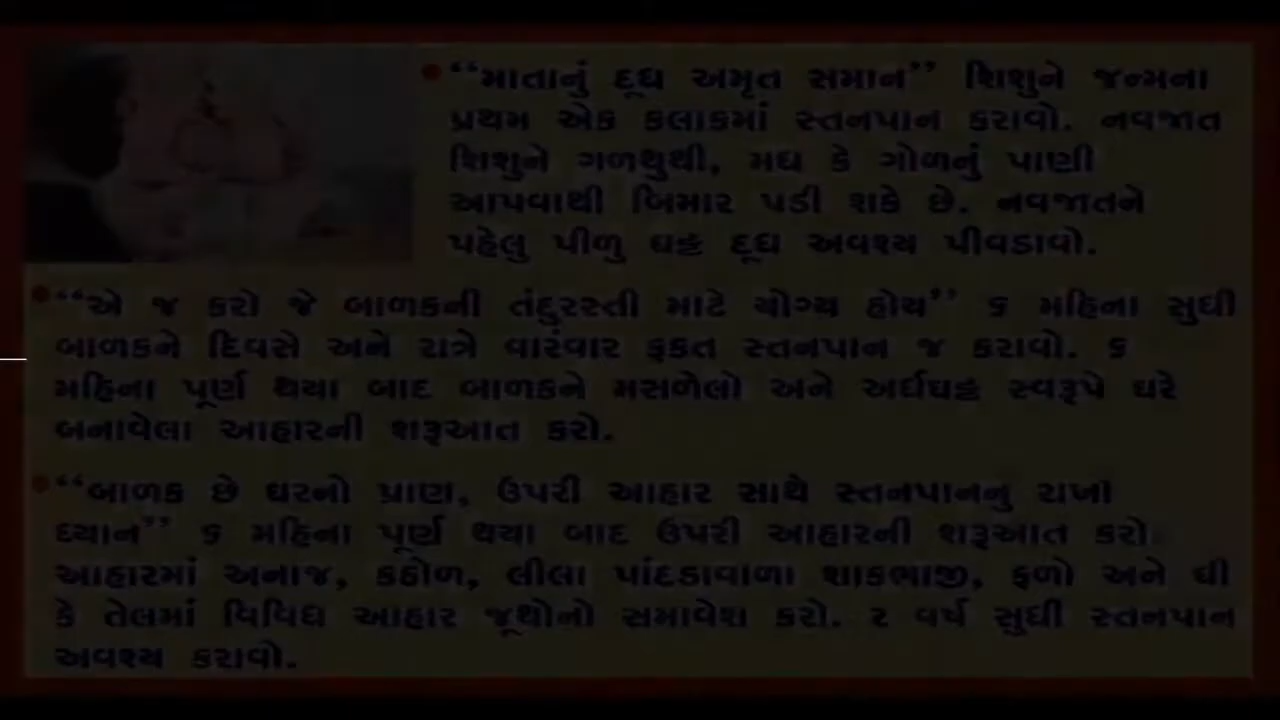 “માતાનું દૂધ અમૃત સમાન” શિશુને જન્મના
પ્રથમ એક કલાકમાં સ્તનપાન કરાવો. નવજાત
શિશુને ગળથુથી, મધ કે ગોળનું પાણી
આપવાથી બિમાર પડી શકે છે. નવજાતને
પહેલુ પીળુ ઘટ્ટ દૂધ અવશ્ય પીવડાવો.
“એ જ કરો જે બાળકની તંદુરસ્તી માટે યોગ્ય હોય” ૬ મહિના સુધી
બાળકને દિવસે અને રાત્રે વારંવાર ફકત સ્તનપાન જ કરાવો. ૬
મહિના પૂર્ણ થયા બાદ બાળકને મસળેલો અને અર્ધઘટ્ટ સ્વરૂપે ઘરે
બનાવેલા આહારની શરૂઆત કરો.
“બાળક છે ઘરનો પ્રાણ, ઉપરી આહાર સાથે સ્તનપાનનુ રાખો
ધ્યાન” ૬ મહિના પૂર્ણ થયા બાદ ઉપરી આહારની શરૂઆત કરો.
આહારમાં અનાજ, કઠોળ, લીલા પાંદડાવાળા શાકભાજી, ફળો અને ઘી
કે તેલમાં વિવિધ આહાર જૂથોનો સમાવેશ કરો. ૨ વર્ષ સુધી સ્તનપાન
અવશ્ય કરાવો.